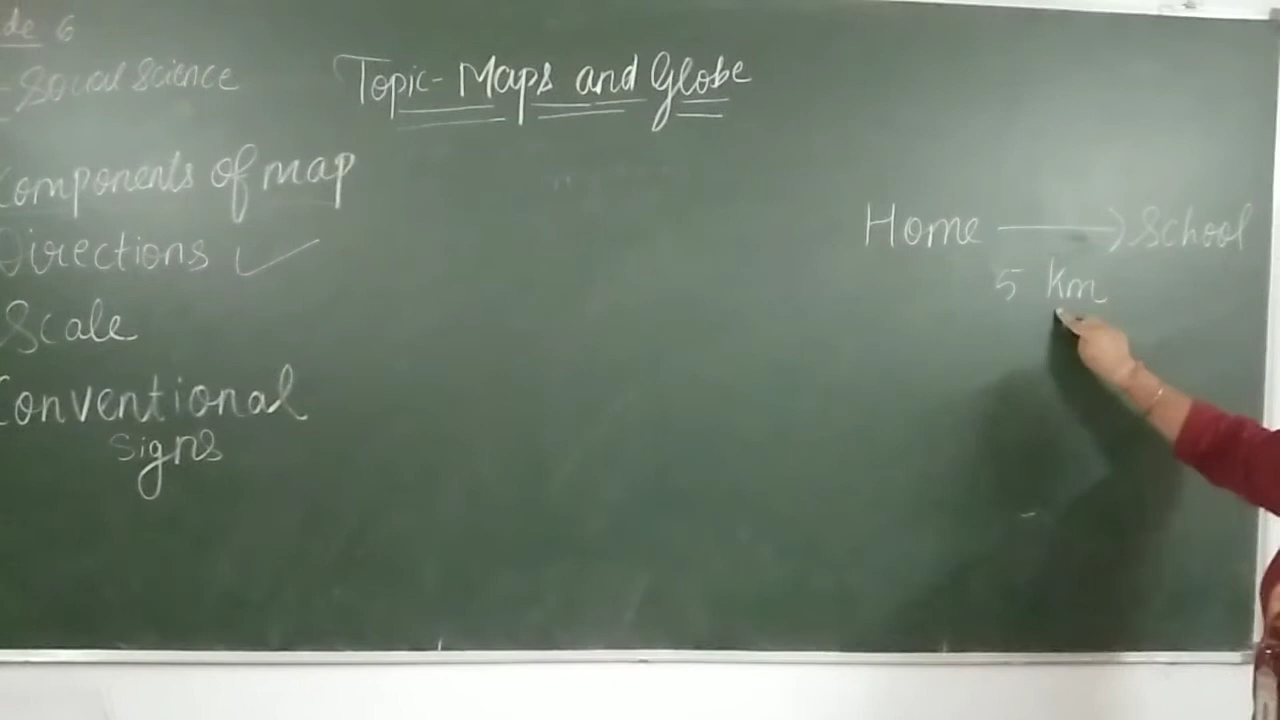 de 6
- Social Science
Topic- Maps and Globe
Components of map
Directions ✓
Scale
Conventional
signs
Home → School
5 Km